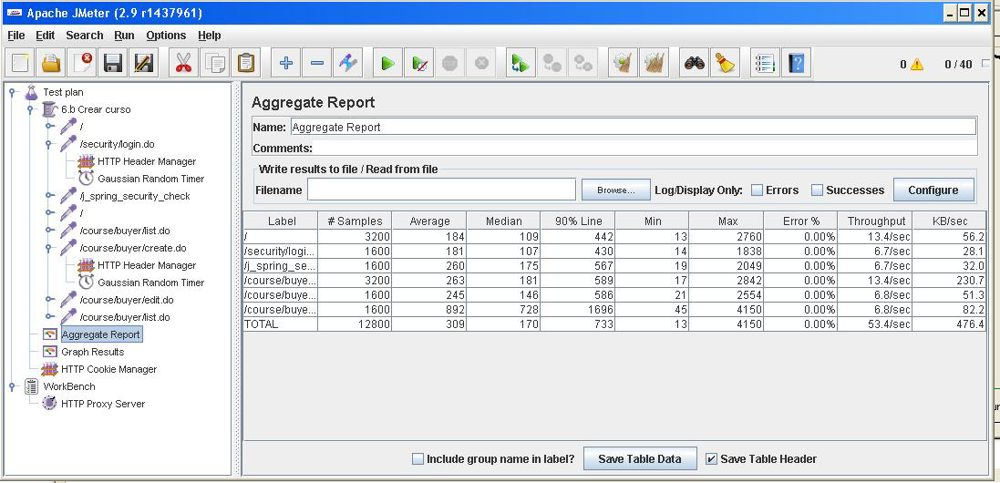 Apache JMeter (2.9 r1437961)
File Edit Search Run Options Help
0 0 / 40
Test plan
6.b Crear curso
/
/security/login.do
HTTP Header Manager
Gaussian Random Timer
/j_spring_security_check
/
/course/buyer/list.do
/course/buyer/create.do
HTTP Header Manager
Gaussian Random Timer
/course/buyer/edit.do
/course/buyer/list.do
Aggregate Report
Graph Results
HTTP Cookie Manager
WorkBench
HTTP Proxy Server
Aggregate Report
Name: Aggregate Report
Comments:
Write results to file / Read from file
Filename Browse... Log/Display Only: Errors Successes Configure
Label # Samples Average Median 90% Line Min Max Error % Throughput KB/sec
/ 3200 184 109 442 13 2760 0.00% 13.4/sec 56.2
/security/logi... 1600 181 107 430 14 1838 0.00% 6.7/sec 28.1
/j_spring_se... 1600 260 175 567 19 2049 0.00% 6.7/sec 32.0
/course/buye... 3200 263 181 589 17 2842 0.00% 13.4/sec 230.7
/course/buye... 1600 245 146 586 21 2554 0.00% 6.8/sec 51.3
/course/buye... 1600 892 728 1696 45 4150 0.00% 6.8/sec 82.2
TOTAL 12800 309 170 733 13 4150 0.00% 53.4/sec 476.4
Include group name in label? Save Table Data Save Table Header